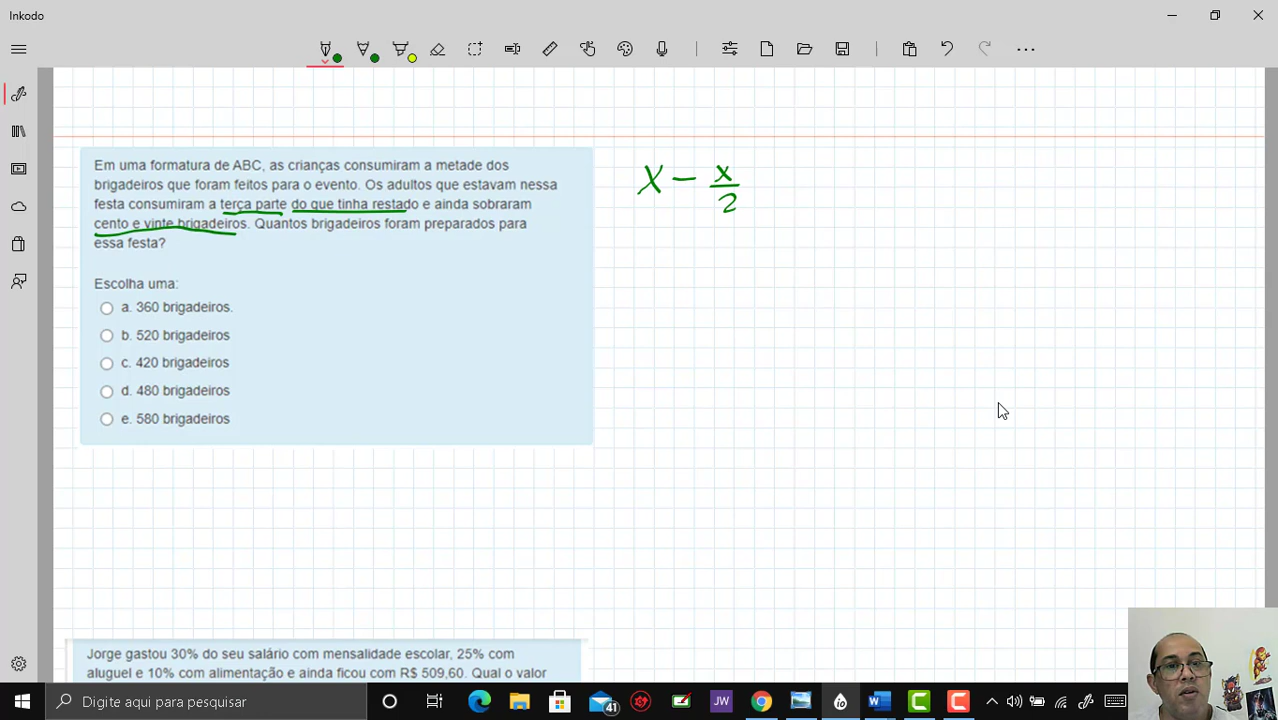 Inkodo
Em uma formatura de ABC, as crianças consumiram a metade dos
brigadeiros que foram feitos para o evento. Os adultos que estavam nessa
festa consumiram a terça parte do que tinha restado e ainda sobraram
cento e vinte brigadeiros. Quantos brigadeiros foram preparados para
essa festa?
Escolha uma:
a. 360 brigadeiros.
b. 520 brigadeiros
c. 420 brigadeiros
d. 480 brigadeiros
e. 580 brigadeiros
x - x/2
Jorge gastou 30% do seu salário com mensalidade escolar, 25% com
aluguel e 10% com alimentação e ainda ficou com R$ 509,60. Qual o valor
Digite aqui para pesquisar
41
JW